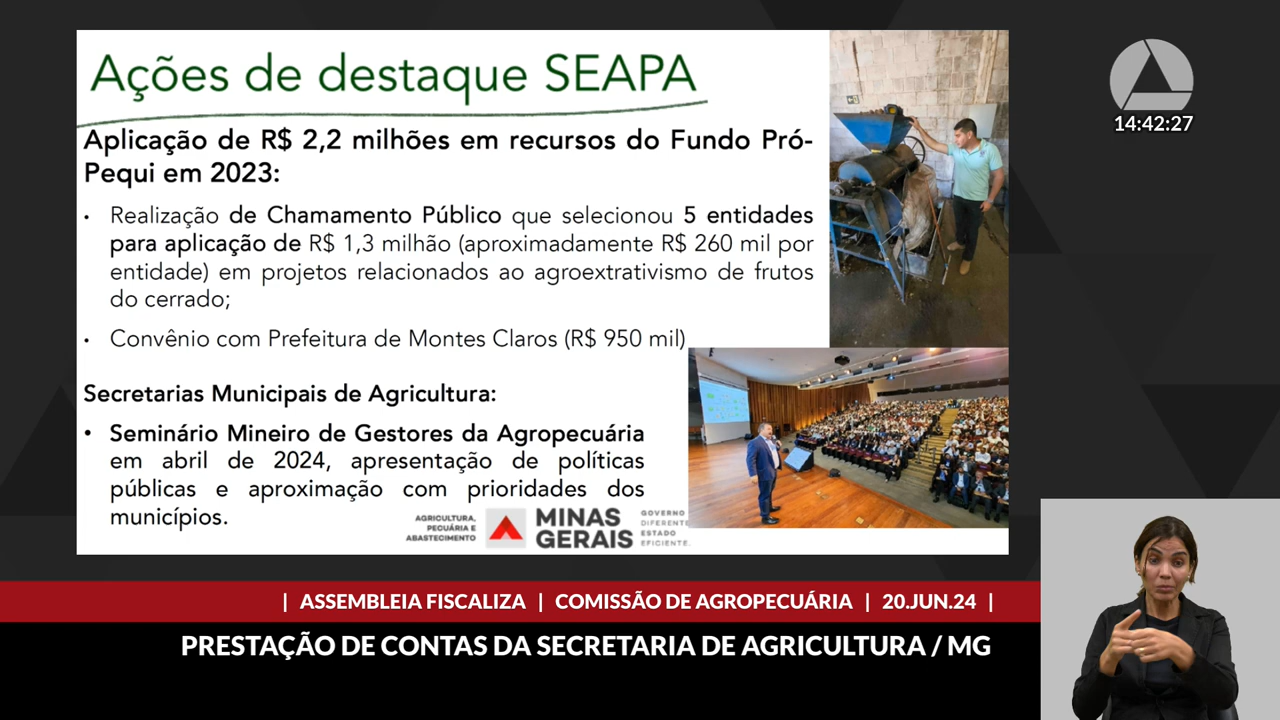 Ações de destaque SEAPA
14:42:27
Aplicação de R$ 2,2 milhões em recursos do Fundo Pró-
Pequi em 2023:
• Realização de Chamamento Público que selecionou 5 entidades
para aplicação de R$ 1,3 milhão (aproximadamente R$ 260 mil por
entidade) em projetos relacionados ao agroextrativismo de frutos
do cerrado;
• Convênio com Prefeitura de Montes Claros (R$ 950 mil)
Secretarias Municipais de Agricultura:
• Seminário Mineiro de Gestores da Agropecuária
em abril de 2024, apresentação de políticas
públicas e aproximação com prioridades dos
municípios.
AGRICULTURA,
PECUÁRIA E
ABASTECIMENTO
MINAS
GERAIS
GOVERNO
DIFERENTE.
ESTADO
EFICIENTE.
| ASSEMBLEIA FISCALIZA | COMISSÃO DE AGROPECUÁRIA | 20.JUN.24 |
PRESTAÇÃO DE CONTAS DA SECRETARIA DE AGRICULTURA / MG